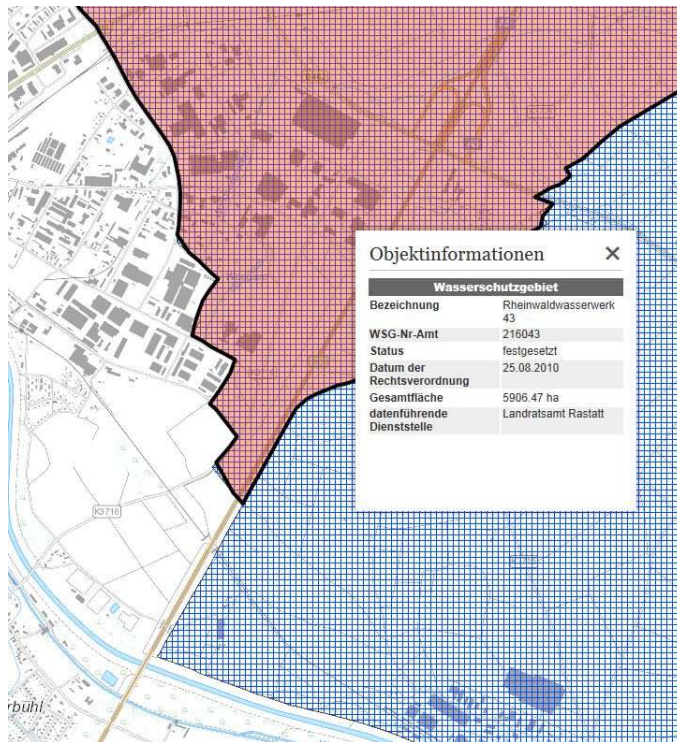 B462
Objektinformationen ✕
Wasserschutzgebiet
Bezeichnung Rheinwaldwasserwerk
43
WSG-Nr-Amt 216043
Status festgesetzt
Datum der 25.08.2010
Rechtsverordnung
Gesamtfläche 5906.47 ha
datenführende Landratsamt Rastatt
Dienststelle
K3716
rbühl